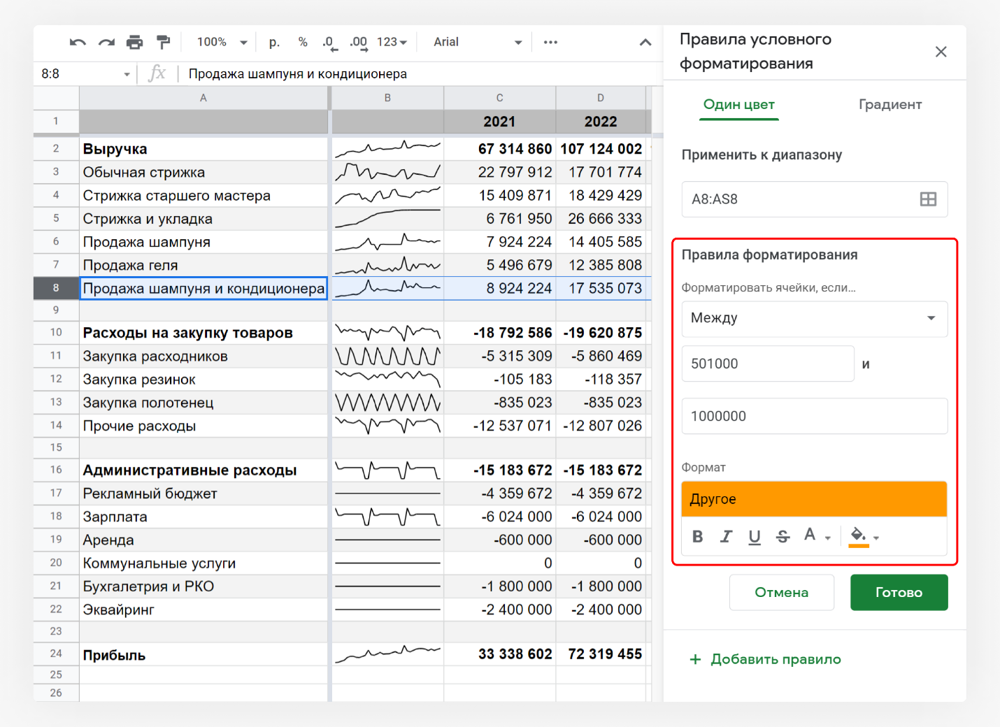 100% р. % .0 .00 123 Arial
8:8 fx Продажа шампуня и кондиционера
A B C D
1 2021 2022
2 Выручка 67 314 860 107 124 002
3 Обычная стрижка 22 797 912 17 701 774
4 Стрижка старшего мастера 15 409 871 18 429 429
5 Стрижка и укладка 6 761 950 26 666 333
6 Продажа шампуня 7 924 224 14 405 585
7 Продажа геля 5 496 679 12 385 808
8 Продажа шампуня и кондиционера 8 924 224 17 535 073
9
10 Расходы на закупку товаров -18 792 586 -19 620 875
11 Закупка расходников -5 315 309 -5 860 469
12 Закупка резинок -105 183 -118 357
13 Закупка полотенец -835 023 -835 023
14 Прочие расходы -12 537 071 -12 807 026
15
16 Административные расходы -15 183 672 -15 183 672
17 Рекламный бюджет -4 359 672 -4 359 672
18 Зарплата -6 024 000 -6 024 000
19 Аренда -600 000 -600 000
20 Коммунальные услуги 0 0
21 Бухгалетрия и РКО -1 800 000 -1 800 000
22 Эквайринг -2 400 000 -2 400 000
23
24 Прибыль 33 338 602 72 319 455
25
26
Правила условного
форматирования
Один цвет Градиент
Применить к диапазону
A8:AS8
Правила форматирования
Форматировать ячейки, если...
Между
501000 и
1000000
Формат
Другое
B I U S A
Отмена Готово
+ Добавить правило